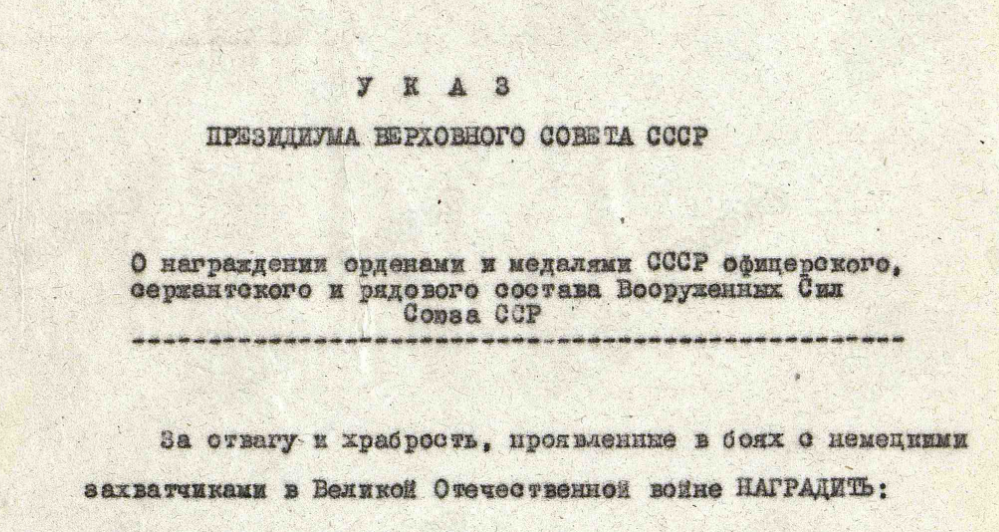 У К А З
ПРЕЗИДИУМА ВЕРХОВНОГО СОВЕТА СССР
О награждении орденами и медалями СССР офицерского,
сержантского и рядового состава Вооруженных Сил
Союза ССР
За отвагу и храбрость, проявленные в боях с немецкими
захватчиками в Великой Отечественной войне НАГРАДИТЬ: